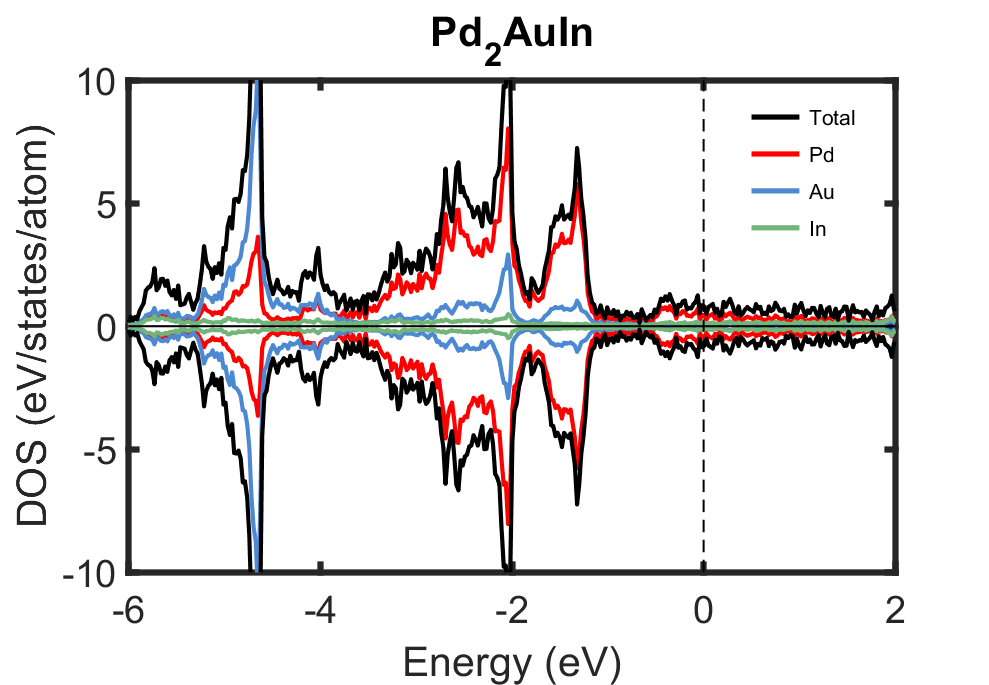 Pd2AuIn
10
5
0
-5
-10
DOS (eV/states/atom)
Total
Pd
Au
In
-6
-4
-2
0
2
Energy (eV)